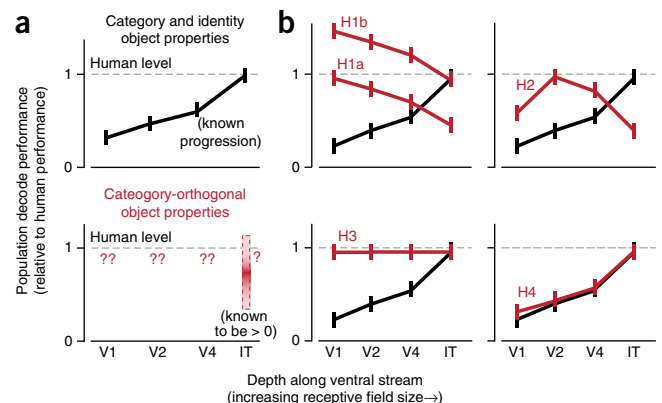 a
b
Category and identity
object properties
Human level
1
(known
progression)
0
Cateogory-orthogonal
object properties
Human level
1
?? ?? ?? ?
(known
to be > 0)
0
V1 V2 V4 IT
Population decode performance
(relative to human performance)
H1b
H1a
1
0
H2
1
0
H3
1
0
V1 V2 V4 IT
H4
1
0
V1 V2 V4 IT
Depth along ventral stream
(increasing receptive field size→)